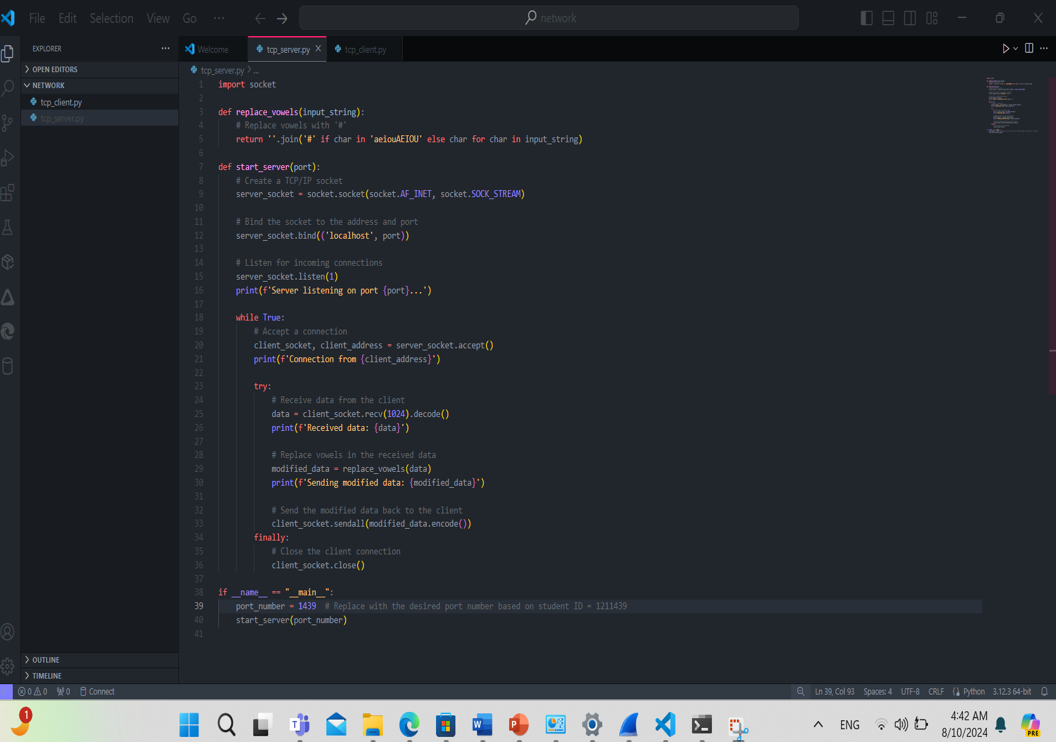 File Edit Selection View Go ··· network
EXPLORER ···
OPEN EDITORS
NETWORK
tcp_client.py
tcp_server.py
OUTLINE
TIMELINE
Welcome tcp_server.py X tcp_client.py
tcp_server.py > ...
1 import socket
2
3 def replace_vowels(input_string):
4 # Replace vowels with '#'
5 return ''.join('#' if char in 'aeiouAEIOU' else char for char in input_string)
6
7 def start_server(port):
8 # Create a TCP/IP socket
9 server_socket = socket.socket(socket.AF_INET, socket.SOCK_STREAM)
10
11 # Bind the socket to the address and port
12 server_socket.bind(('localhost', port))
13
14 # Listen for incoming connections
15 server_socket.listen(1)
16 print(f'Server listening on port {port}...')
17
18 while True:
19 # Accept a connection
20 client_socket, client_address = server_socket.accept()
21 print(f'Connection from {client_address}')
22
23 try:
24 # Receive data from the client
25 data = client_socket.recv(1024).decode()
26 print(f'Received data: {data}')
27
28 # Replace vowels in the received data
29 modified_data = replace_vowels(data)
30 print(f'Sending modified data: {modified_data}')
31
32 # Send the modified data back to the client
33 client_socket.sendall(modified_data.encode())
34 finally:
35 # Close the client connection
36 client_socket.close()
37
38 if __name__ == "__main__":
39 port_number = 1439 # Replace with the desired port number based on student ID = 1211439
40 start_server(port_number)
41
0 0 0 Connect Ln 39, Col 93 Spaces: 4 UTF-8 CRLF Python 3.12.3 64-bit
1 ENG 4:42 AM
8/10/2024 PRE